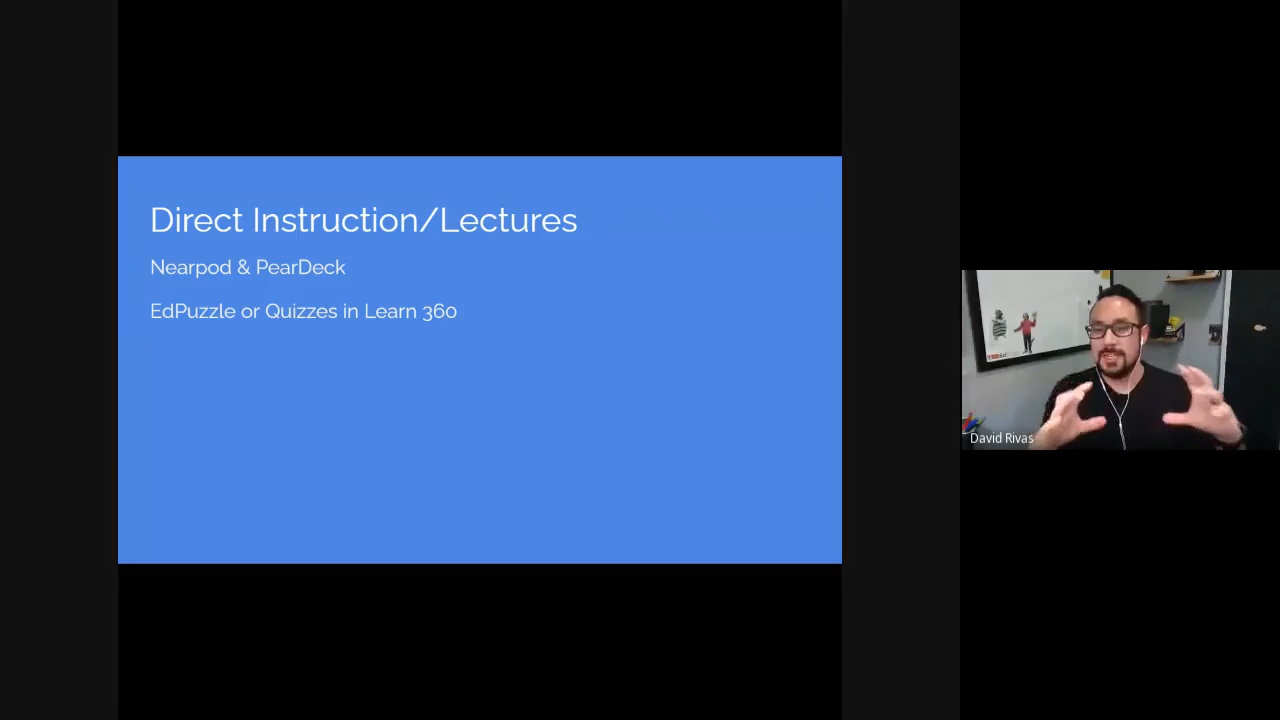 Direct Instruction/Lectures
Nearpod & PearDeck
EdPuzzle or Quizzes in Learn 360
David Rivas